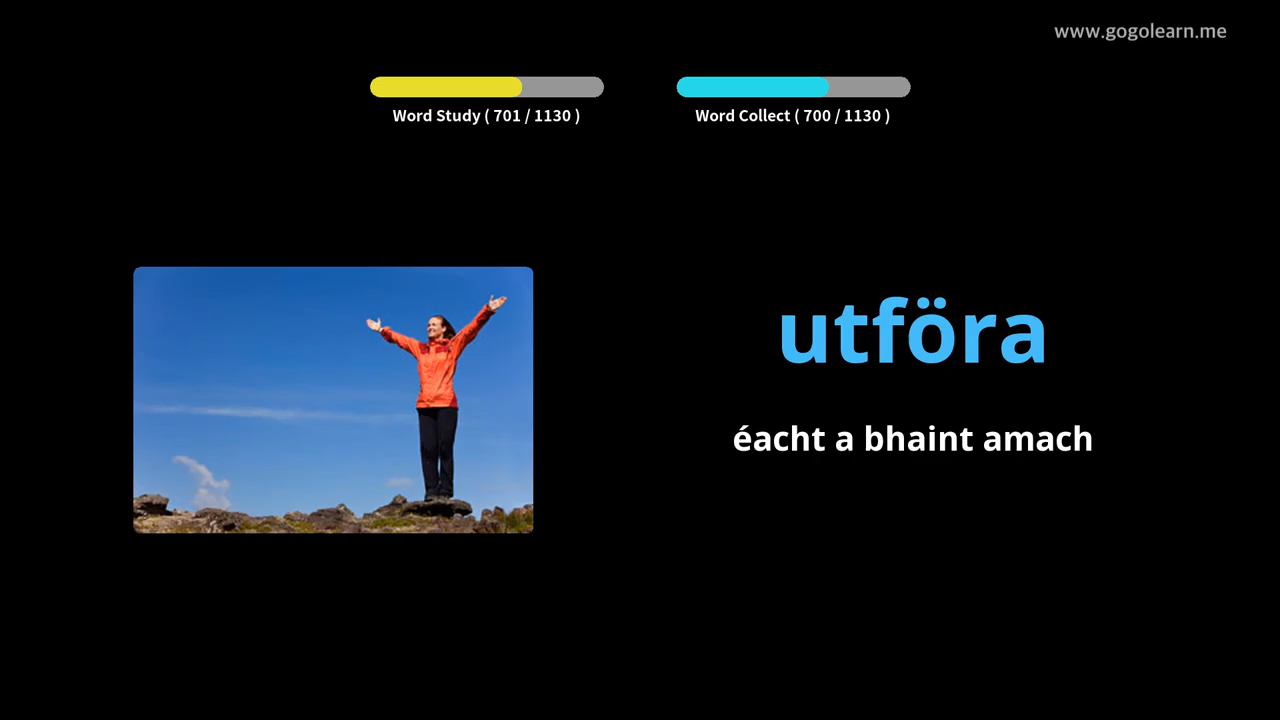 www.gogolearn.me
Word Study ( 701 / 1130 )
Word Collect ( 700 / 1130 )
utföra
éacht a bhaint amach